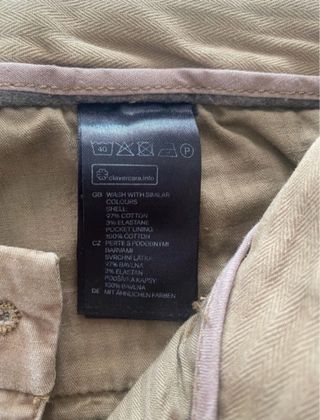 40 P
clevercare.info
GB WASH WITH SIMILAR
COLOURS
SHELL:
97% COTTON
3% ELASTANE
POCKET LINING
100% COTTON
CZ PERTE S PODOBNÝMI
BARVAMI
SVRCHNÍ LÁTKA
97% BAVLNA
3% ELASTAN
PODŠÍVKA KAPSY
100% BAVLNA
DE MIT ÄHNLICHEN FARBEN